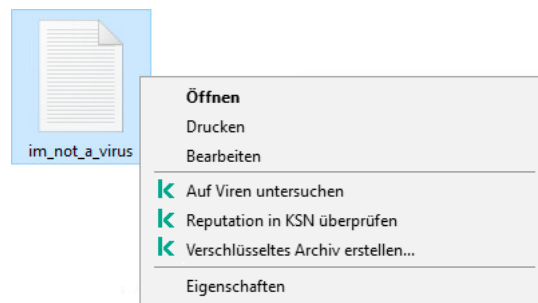 im_not_a_virus
Öffnen
Drucken
Bearbeiten
Auf Viren untersuchen
Reputation in KSN überprüfen
Verschlüsseltes Archiv erstellen...
Eigenschaften